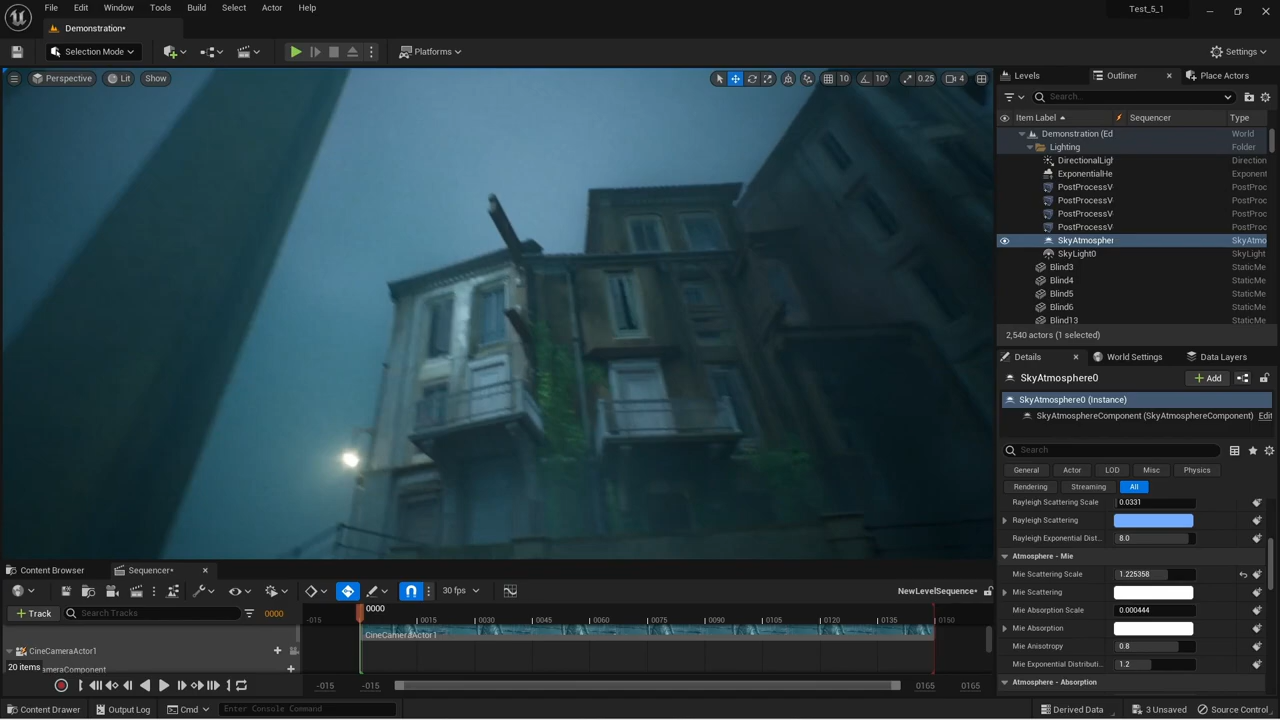 File Edit Window Tools Build Select Actor Help Test_5_1
Demonstration*
Selection Mode Platforms Settings
Perspective Lit Show 10 10° 0.25 4
Levels Outliner Place Actors
Search...
Item Label Sequencer Type
Demonstration (Ed World
Lighting Folder
DirectionalLigh Direction
ExponentialHe Exponent
PostProcessV PostProc
PostProcessV PostProc
PostProcessV PostProc
PostProcessV PostProc
SkyAtmospher SkyAtmo
SkyLight0 SkyLight
Blind3 StaticMe
Blind4 StaticMe
Blind5 StaticMe
Blind6 StaticMe
Blind13 StaticMe
2,540 actors (1 selected)
Details World Settings Data Layers
SkyAtmosphere0 Add
SkyAtmosphere0 (Instance)
SkyAtmosphereComponent (SkyAtmosphereComponent) Edit
Search
General Actor LOD Misc Physics
Rendering Streaming All
Rayleigh Scattering Scale 0.0331
Rayleigh Scattering
Rayleigh Exponential Dist... 8.0
Atmosphere - Mie
Mie Scattering Scale 1.225358
Mie Scattering
Mie Absorption Scale 0.000444
Mie Absorption
Mie Anisotropy 0.8
Mie Exponential Distributi... 1.2
Atmosphere - Absorption
Content Browser Sequencer*
30 fps NewLevelSequence*
Track Search Tracks 0000 -015 0000 0015 0030 0045 0060 0075 0090 0105 0120 0135 0150
CineCameraActor1
CineCameraActor1
20 items
ameraComponent
-015 -015 0165 0165
Content Drawer Output Log Cmd Enter Console Command Derived Data 3 Unsaved Source Control